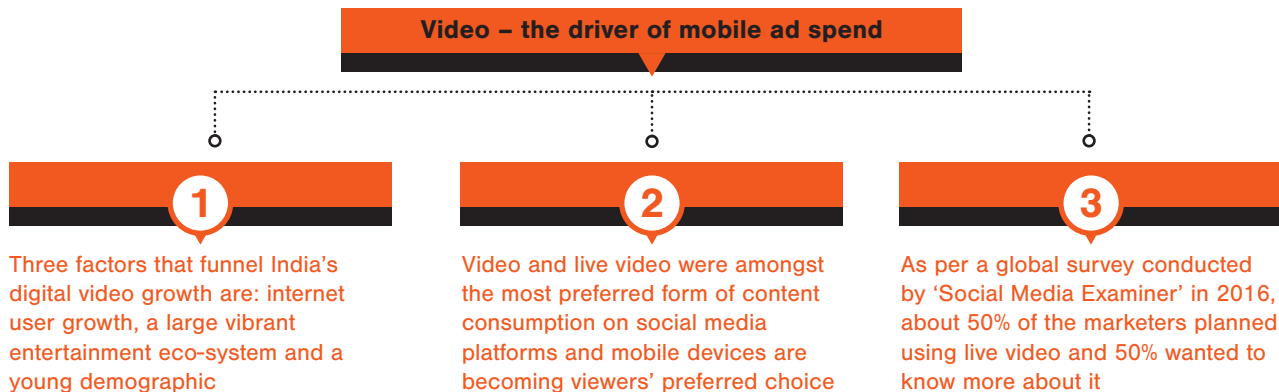 Video – the driver of mobile ad spend
1
Three factors that funnel India’s
digital video growth are: internet
user growth, a large vibrant
entertainment eco-system and a
young demographic
2
Video and live video were amongst
the most preferred form of content
consumption on social media
platforms and mobile devices are
becoming viewers’ preferred choice
3
As per a global survey conducted
by ‘Social Media Examiner’ in 2016,
about 50% of the marketers planned
using live video and 50% wanted to
know more about it